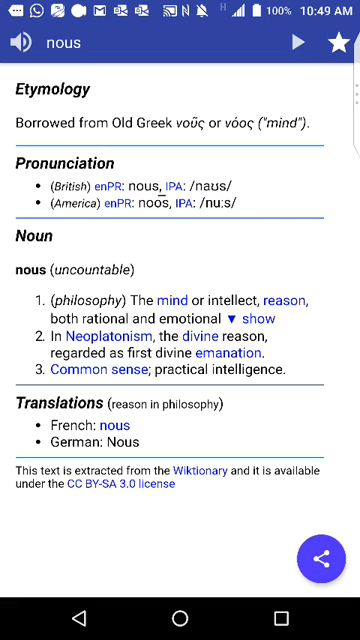 H 100% 10:49 AM
nous
Etymology
Borrowed from Old Greek νοῦς or νόος ("mind").
Pronunciation
• (British) enPR: nous, IPA: /naʊs/
• (America) enPR: no͞os, IPA: /nuːs/
Noun
nous (uncountable)
1. (philosophy) The mind or intellect, reason,
both rational and emotional ▼ show
2. In Neoplatonism, the divine reason,
regarded as first divine emanation.
3. Common sense; practical intelligence.
Translations (reason in philosophy)
• French: nous
• German: Nous
This text is extracted from the Wiktionary and it is available
under the CC BY-SA 3.0 license